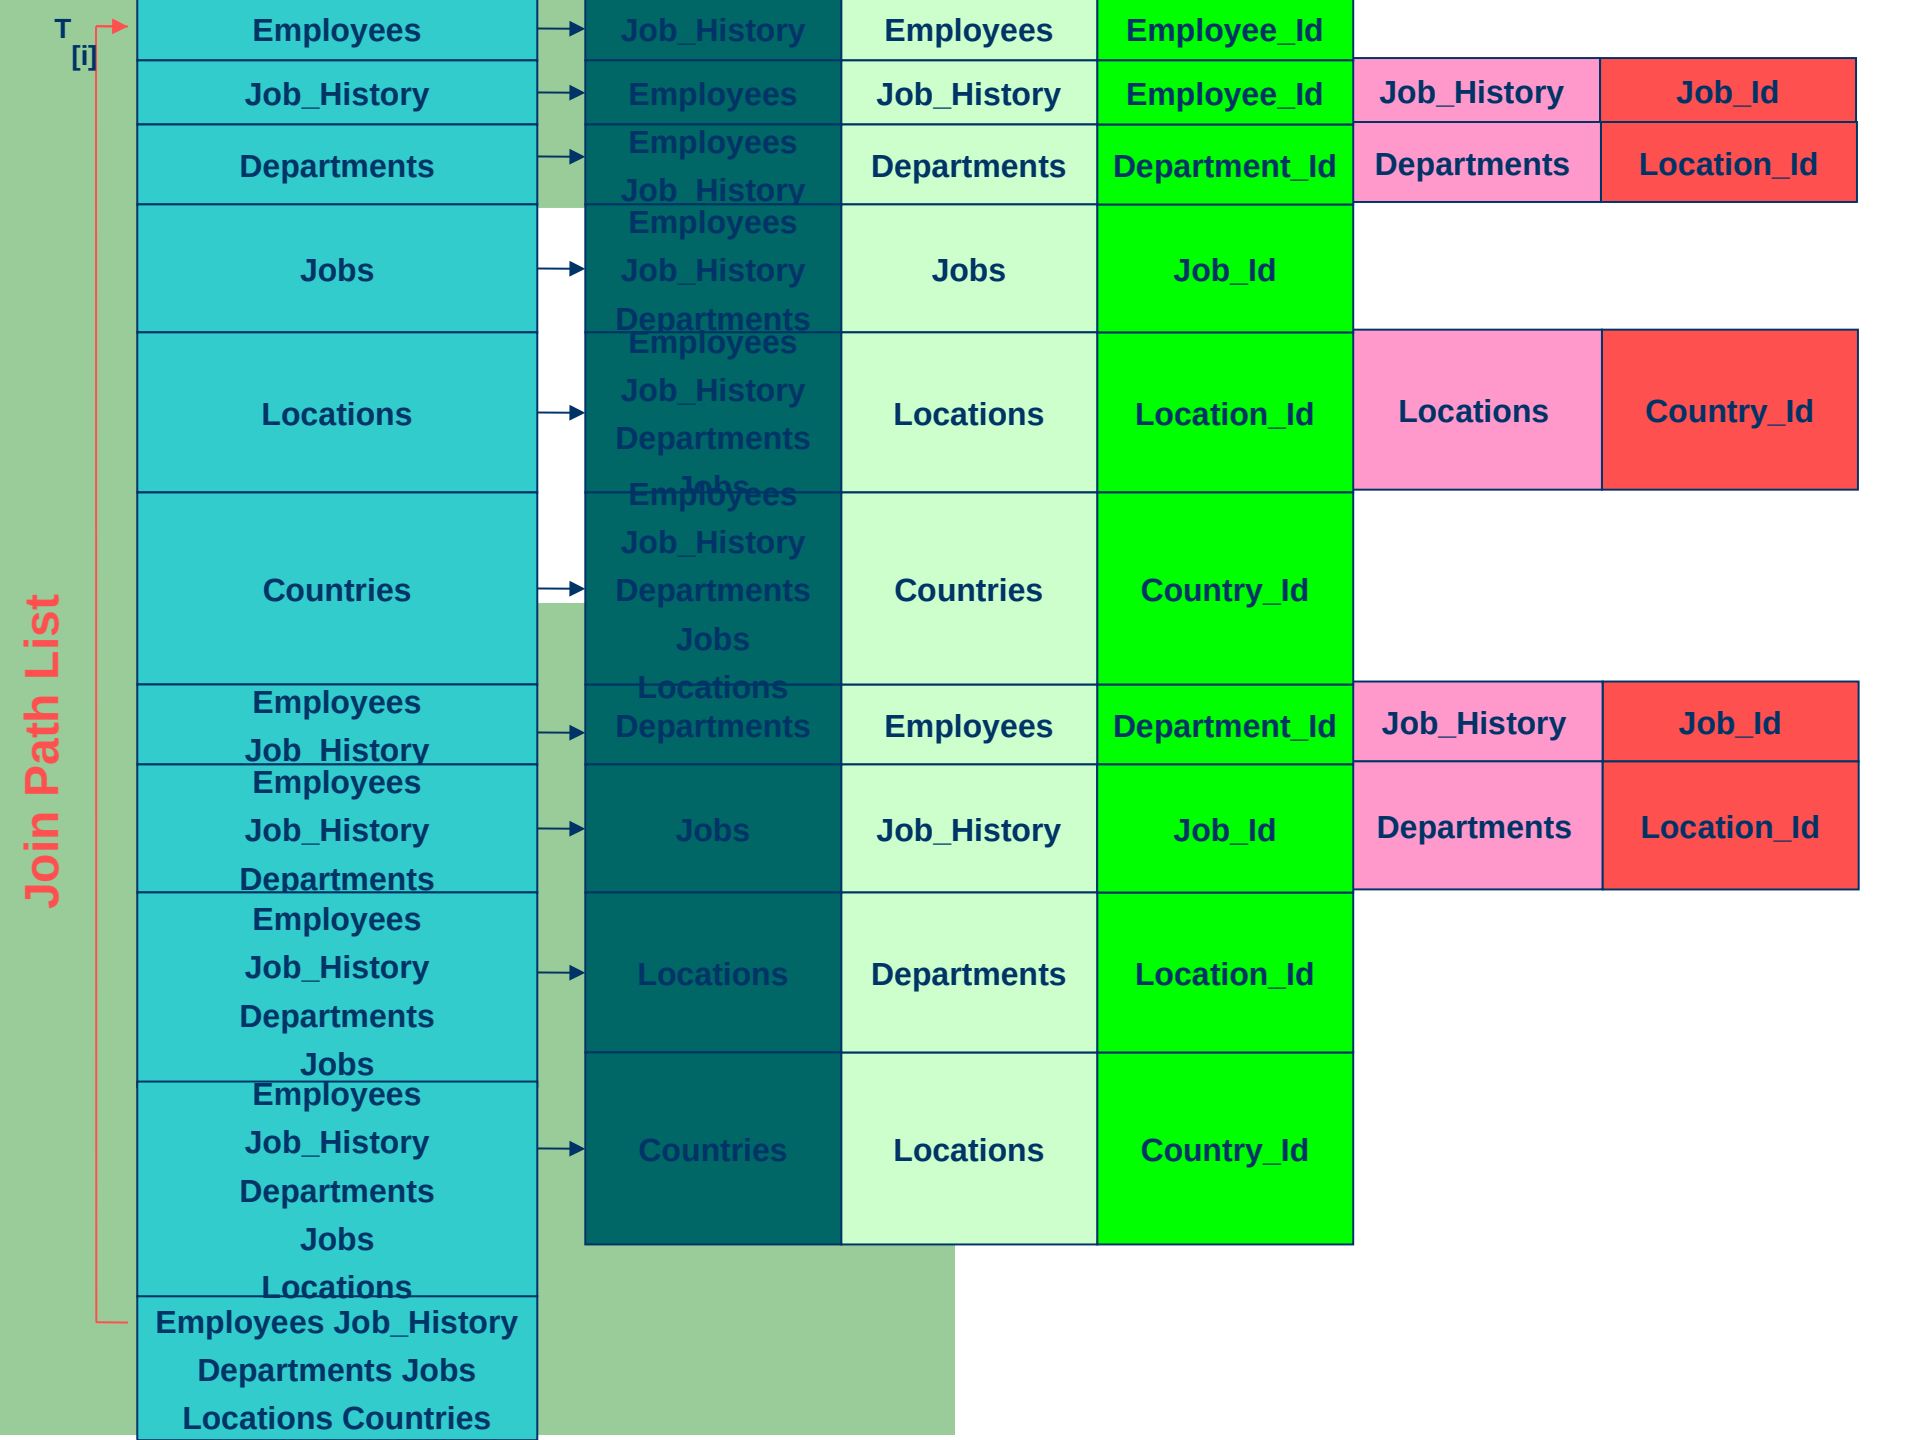 T
[i]
Join Path List
Employees Job_History Employees Employee_Id
Job_History Employees Job_History Employee_Id Job_History Job_Id
Departments Employees Job_History Departments Department_Id Departments Location_Id
Jobs Employees Job_History Departments Jobs Job_Id
Locations Employees Job_History Departments Jobs Locations Location_Id Locations Country_Id
Countries Employees Job_History Departments Jobs Locations Countries Country_Id
Employees Job_History Departments Employees Department_Id Job_History Job_Id
Employees Job_History Departments Jobs Job_History Job_Id Departments Location_Id
Employees Job_History Departments Jobs Locations Departments Location_Id
Employees Job_History Departments Jobs Locations Countries Locations Country_Id
Employees Job_History
Departments Jobs
Locations Countries